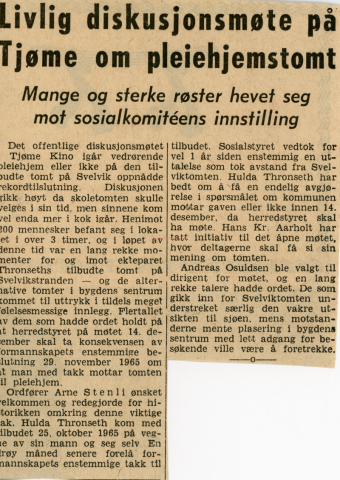 Livlig diskusjonsmøte på
Tjøme om pleiehjemstomt
Mange og sterke røster hevet seg
mot sosialkomitéens innstilling
Det offentlige diskusjonsmøtet
Tjøme Kino igår vedrørende
pleiehjem eller ikke på den til-
budte tomt på Svelvik oppnådde
rekordtilslutning. Diskusjonen
gikk høyt da skoletomten skulle
velges i sin tid, men sinnene kom
vel enda mer i kok igår. Henimot
200 mennesker befant seg i loka-
let i over 3 timer, og i løpet av
denne tid var en lang rekke mo-
menter for og imot ekteparet
Thronseths tilbudte tomt på
Svelvikstranden — og de alter-
native tomter i bygdens sentrum
kommet til uttrykk i tildels meget
følelsesmessige innlegg. Flertallet
av dem som hadde ordet holdt på
at herredstyret på møtet 14. de-
sember skal ta konsekvensen av
formannskapets enstemmige be-
slutning 29. november 1965 om
at man med takk mottar tomten
til pleiehjem.
Ordfører Arne Stenli ønsket
velkommen og redegjorde for hi-
storikken omkring denne viktige
sak. Hulda Thronseth kom med
tilbudet 25. oktober 1965 på veg-
ne av sin mann og seg selv. En
drøy måned senere forelå for-
mannskapets enstemmige takk til
tilbudet. Sosialstyret vedtok for
vel 1 år siden enstemmig en ut-
talelse som tok avstand fra Svel-
viktomten. Hulda Thronseth har
bedt om å få en endelig avgjø-
relse i spørsmålet om kommunen
mottar gaven eller ikke innen 14.
desember, da herredstyret skal
ha møte. Hans Kr. Aarholt har
tatt initiativ til det åpne møtet,
hvor deltagerne skal få si sin
mening om tomten.
Andreas Osuldsen ble valgt til
dirigent for møtet, og en lang
rekke talere hadde ordet. De som
gikk inn for Svelviktomten un-
derstreket særlig den vakre ut-
sikten til sjøen, mens motstand-
erne mente plasering i bygdens
sentrum med lett adgang for be-
søkende ville være å foretrekke.